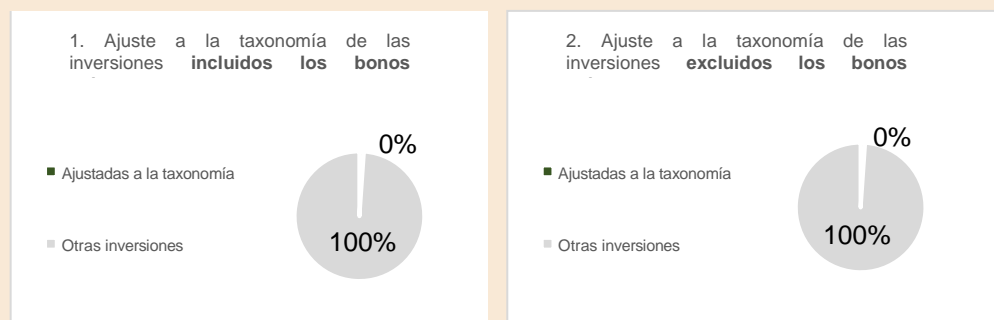 1. Ajuste a la taxonomía de las
inversiones incluidos los bonos
0%
Ajustadas a la taxonomía
Otras inversiones
100%
2. Ajuste a la taxonomía de las
inversiones excluidos los bonos
0%
Ajustadas a la taxonomía
Otras inversiones
100%